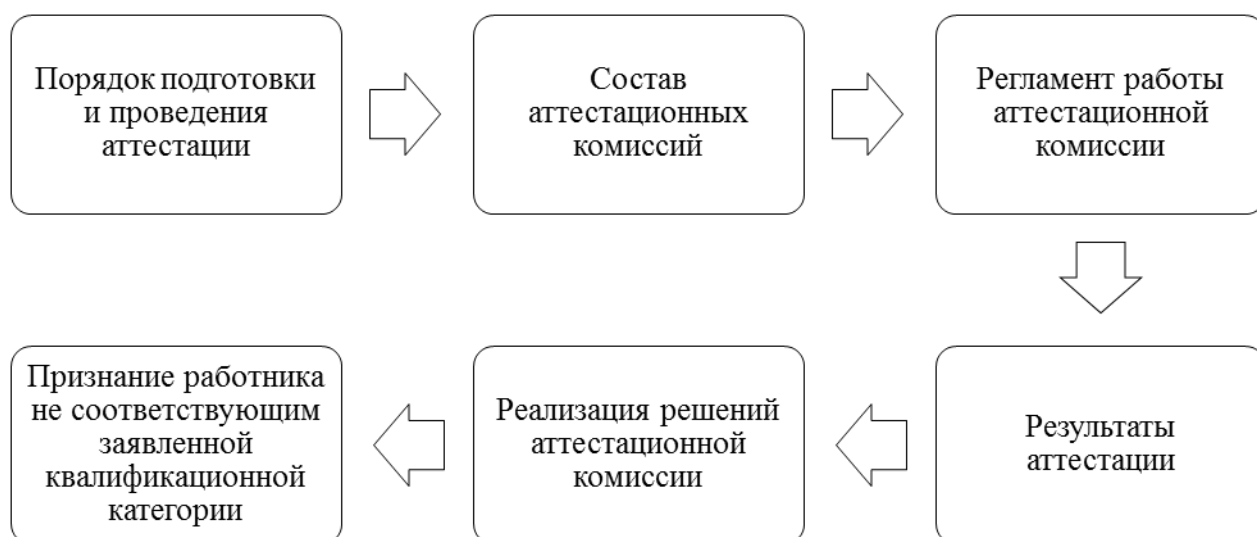 Порядок подготовки
и проведения
аттестации
Состав
аттестационных
комиссий
Регламент работы
аттестационной
комиссии
Результаты
аттестации
Реализация решений
аттестационной
комиссии
Признание работника
не соответствующим
заявленной
квалификационной
категории